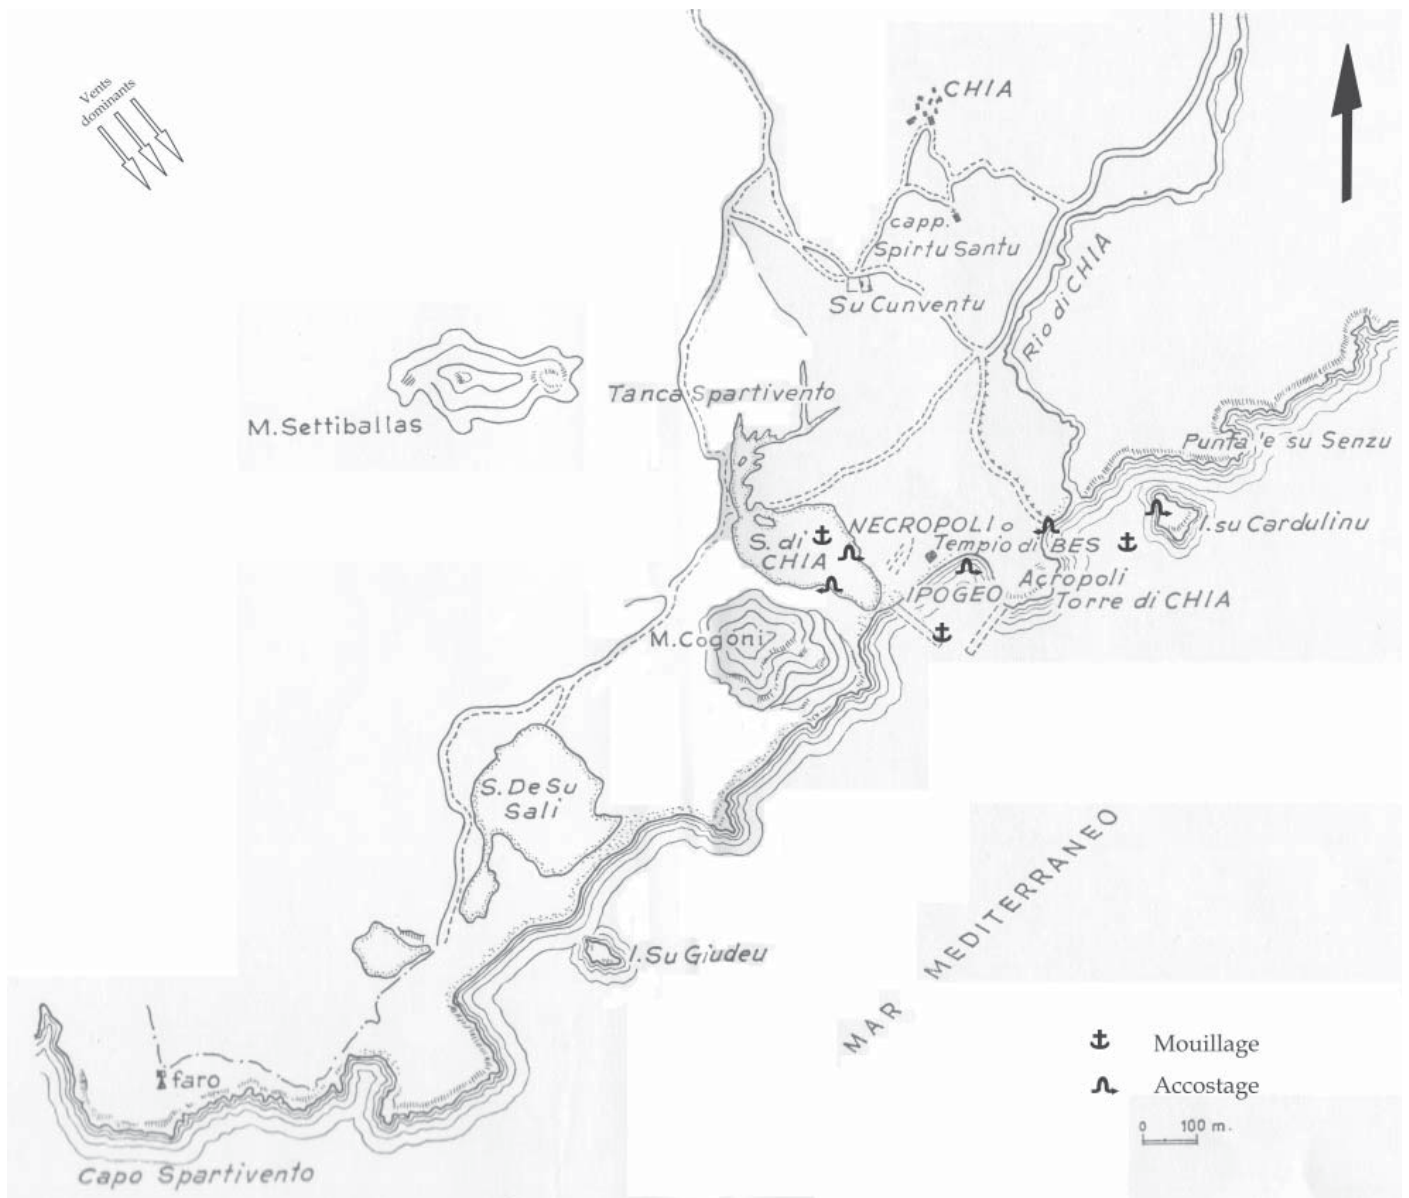 Vents
dominants
CHIA
capp.
Spirtu Santu
Su Cunventu
Rio di CHIA
Tanca Spartivento
M. Settiballas
Punta 'e su Senzu
NECROPOLI
Tempio di BES
I. su Cardulinu
S. di
CHIA
IPOGEO
Acropoli
Torre di CHIA
M. Cogoni
S. De Su
Sali
I. Su Giudeu
MAR MEDITERRANEO
faro
Capo Spartivento
Mouillage
Accostage
0 100 m.